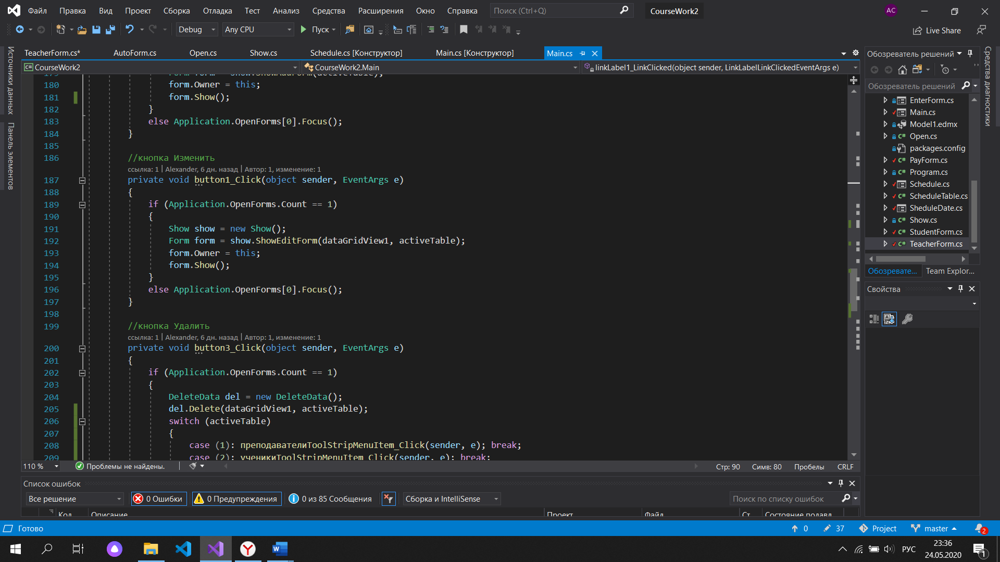 Файл Правка Вид Проект Сборка Отладка Тест Анализ Средства Расширения Окно Справка Поиск (Ctrl+Q) CourseWork2 AC
Debug Any CPU Пуск Live Share
TeacherForm.cs* AutoForm.cs Open.cs Show.cs Schedule.cs [Конструктор] Main.cs [Конструктор] Main.cs
CourseWork2 CourseWork2.Main linkLabel1_LinkClicked(object sender, LinkLabelLinkClickedEventArgs e)
Источники данных
Панель элементов
180 form.Owner = this;
181 form.Show();
182 }
183 else Application.OpenForms[0].Focus();
184 }
185
186 //кнопка Изменить
ссылка: 1 | Alexander, 6 дн. назад | Автор: 1, изменение: 1
187 private void button1_Click(object sender, EventArgs e)
188 {
189 if (Application.OpenForms.Count == 1)
190 {
191 Show show = new Show();
192 Form form = show.ShowEditForm(dataGridView1, activeTable);
193 form.Owner = this;
194 form.Show();
195 }
196 else Application.OpenForms[0].Focus();
197 }
198
199 //кнопка Удалить
ссылка: 1 | Alexander, 6 дн. назад | Автор: 1, изменение: 1
200 private void button3_Click(object sender, EventArgs e)
201 {
202 if (Application.OpenForms.Count == 1)
203 {
204 DeleteData del = new DeleteData();
205 del.Delete(dataGridView1, activeTable);
206 switch (activeTable)
207 {
208 case (1): преподавателиToolStripMenuItem_Click(sender, e); break;
209 case (2): ученикиToolStripMenuItem_Click(sender, e); break;
110 % Проблемы не найдены. Стр: 90 Симв: 80 Пробелы CRLF
Список ошибок
Все решение 0 Ошибки 0 Предупреждения 0 из 85 Сообщения Сборка и IntelliSense Поиск по списку ошибок
Код Описание Проект Файл Ст Состояние подавл
Обозреватель решений
Обозреватель решений
EnterForm.cs
Main.cs
Model1.edmx
Open.cs
packages.config
PayForm.cs
Program.cs
Schedule.cs
ScheduleTable.cs
SheduleDate.cs
Show.cs
StudentForm.cs
TeacherForm.cs
Обозревате... Team Explor...
Свойства
Средства диагностики
Готово 0 37 Project master 2
РУС 23:36
24.05.2020 1